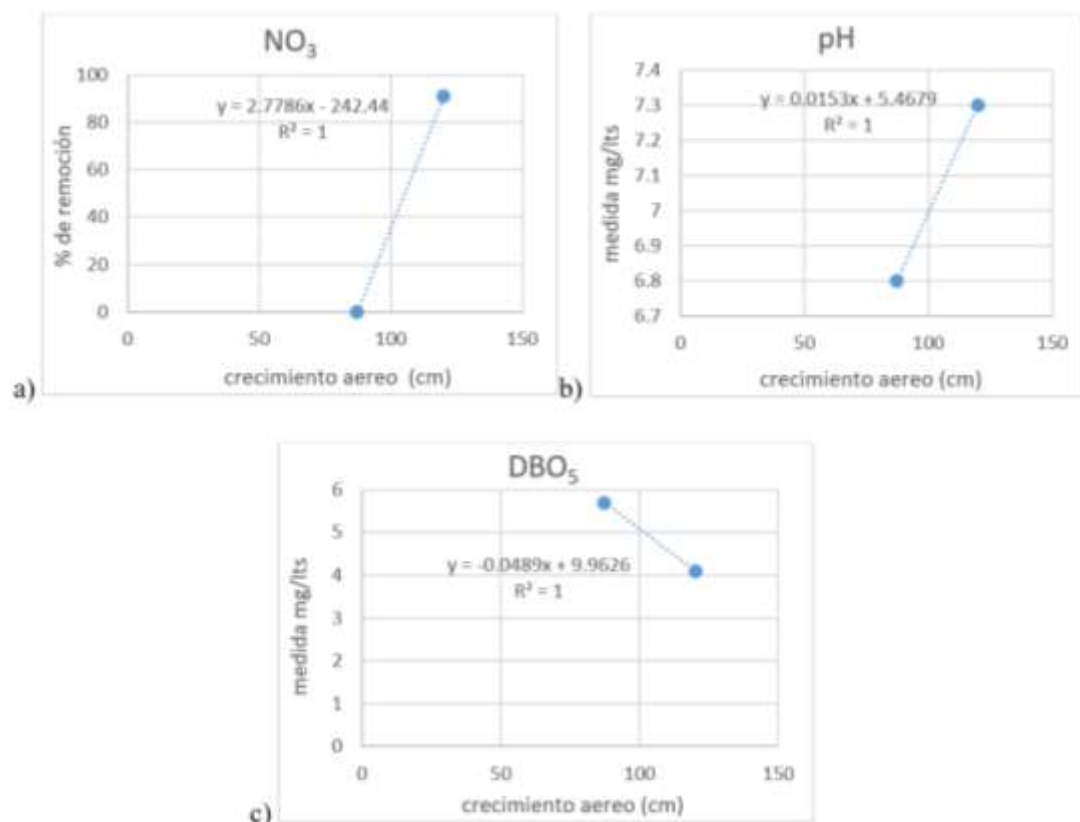 NO₃
100
80
60
40
20
0
% de remoción
y = 2.7786x - 242.44
R² = 1
0 50 100 150
crecimiento aereo (cm)
a)
pH
7.4
7.3
7.2
7.1
7
6.9
6.8
6.7
medida mg/lts
y = 0.0153x + 5.4679
R² = 1
0 50 100 150
crecimiento aereo (cm)
b)
DBO₅
6
5
4
3
2
1
0
medida mg/lts
y = -0.0489x + 9.9626
R² = 1
0 50 100 150
crecimiento aereo (cm)
c)